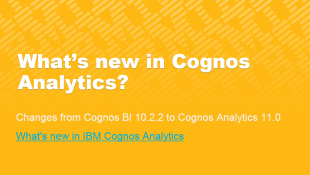 What's new in Cognos
Analytics?
Changes from Cognos BI 10.2.2 to Cognos Analytics 11.0
What's new in IBM Cognos Analytics